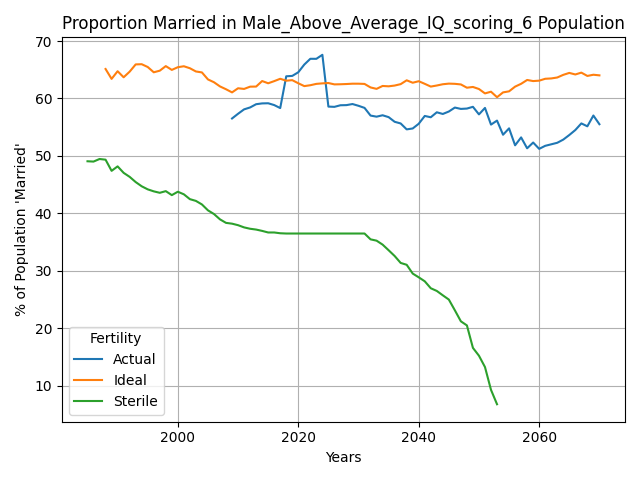 Proportion Married in Male_Above_Average_IQ_scoring_6 Population
% of Population 'Married'
70
60
50
40
30
20
10
Fertility
Actual
Ideal
Sterile
2000
2020
2040
2060
Years